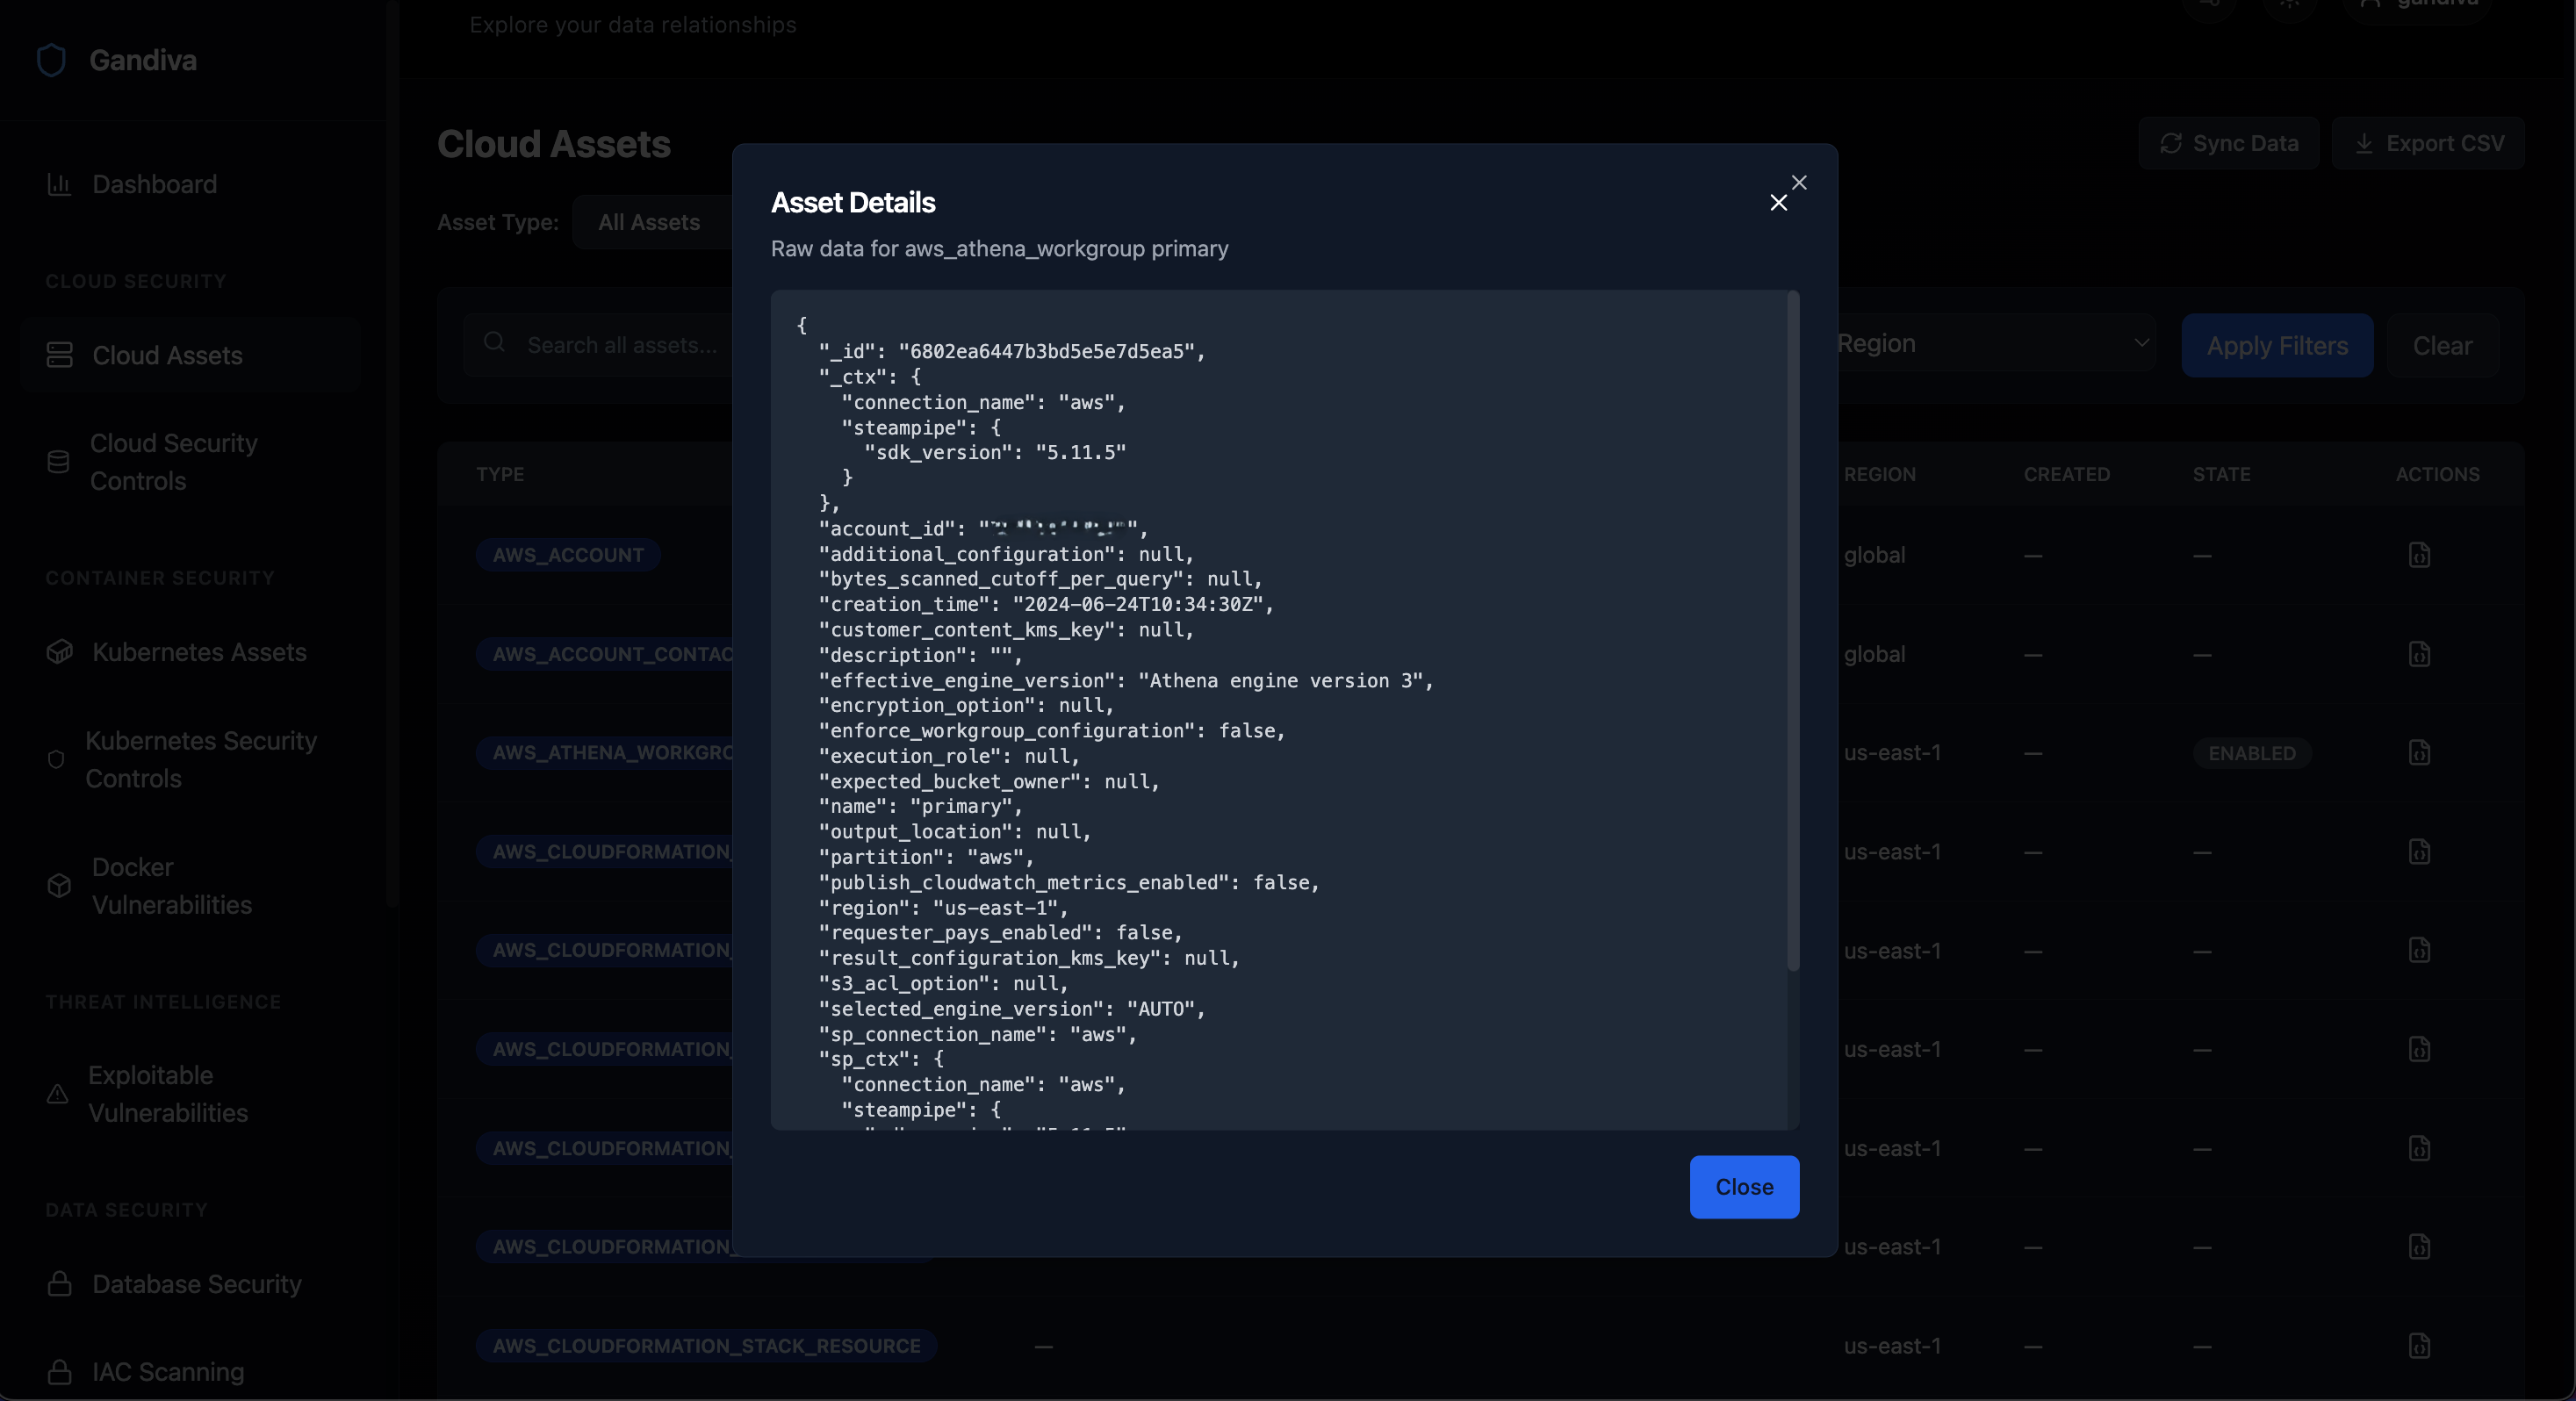 Explore your data relationships
gandiva
Gandiva
Dashboard
CLOUD SECURITY
Cloud Assets
Cloud Security
Controls
CONTAINER SECURITY
Kubernetes Assets
Kubernetes Security
Controls
Docker
Vulnerabilities
THREAT INTELLIGENCE
Exploitable
Vulnerabilities
DATA SECURITY
Database Security
IAC Scanning
Cloud Assets
Sync Data
Export CSV
Asset Type:
All Assets
Search all assets...
Region
Apply Filters
Clear
TYPE
REGION
CREATED
STATE
ACTIONS
AWS_ACCOUNT
global
—
—
AWS_ACCOUNT_CONTAC
global
—
—
AWS_ATHENA_WORKGRO
us-east-1
—
ENABLED
AWS_CLOUDFORMATION_
us-east-1
—
—
AWS_CLOUDFORMATION_
us-east-1
—
—
AWS_CLOUDFORMATION_
us-east-1
—
—
AWS_CLOUDFORMATION_
us-east-1
—
—
AWS_CLOUDFORMATION_
us-east-1
—
—
AWS_CLOUDFORMATION_STACK_RESOURCE
—
us-east-1
—
—
Asset Details
Raw data for aws_athena_workgroup primary
{
"_id": "6802ea6447b3bd5e5e7d5ea5",
"_ctx": {
"connection_name": "aws",
"steampipe": {
"sdk_version": "5.11.5"
}
},
"account_id": "",
"additional_configuration": null,
"bytes_scanned_cutoff_per_query": null,
"creation_time": "2024-06-24T10:34:30Z",
"customer_content_kms_key": null,
"description": "",
"effective_engine_version": "Athena engine version 3",
"encryption_option": null,
"enforce_workgroup_configuration": false,
"execution_role": null,
"expected_bucket_owner": null,
"name": "primary",
"output_location": null,
"partition": "aws",
"publish_cloudwatch_metrics_enabled": false,
"region": "us-east-1",
"requester_pays_enabled": false,
"result_configuration_kms_key": null,
"s3_acl_option": null,
"selected_engine_version": "AUTO",
"sp_connection_name": "aws",
"sp_ctx": {
"connection_name": "aws",
"steampipe": {
Close